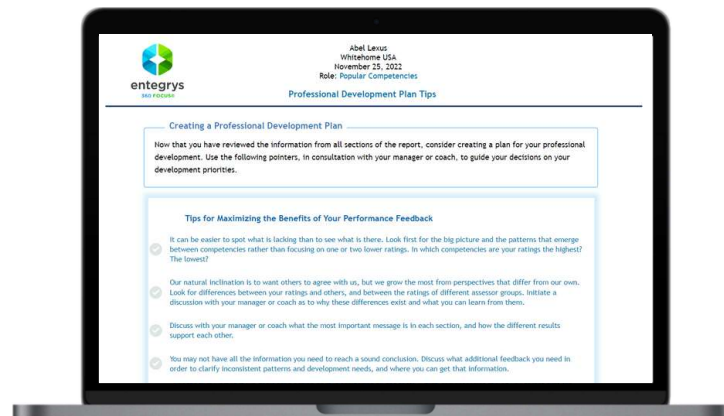 entegrys
360 FOCUS©
Abel Lexus
Whitehome USA
November 25, 2022
Role: Popular Competencies
Professional Development Plan Tips
Creating a Professional Development Plan
Now that you have reviewed the information from all sections of the report, consider creating a plan for your professional
development. Use the following pointers, in consultation with your manager or coach, to guide your decisions on your
development priorities.
Tips for Maximizing the Benefits of Your Performance Feedback
It can be easier to spot what is lacking than to see what is there. Look first for the big picture and the patterns that emerge
between competencies rather than focusing on one or two lower ratings. In which competencies are your ratings the highest?
The lowest?
Our natural inclination is to want others to agree with us, but we grow the most from perspectives that differ from our own.
Look for differences between your ratings and others, and between the ratings of different assessor groups. Initiate a
discussion with your manager or coach as to why these differences exist and what you can learn from them.
Discuss with your manager or coach what the most important message is in each section, and how the different results
support each other.
You may not have all the information you need to reach a sound conclusion. Discuss what additional feedback you need in
order to clarify inconsistent patterns and development needs, and where you can get that information.